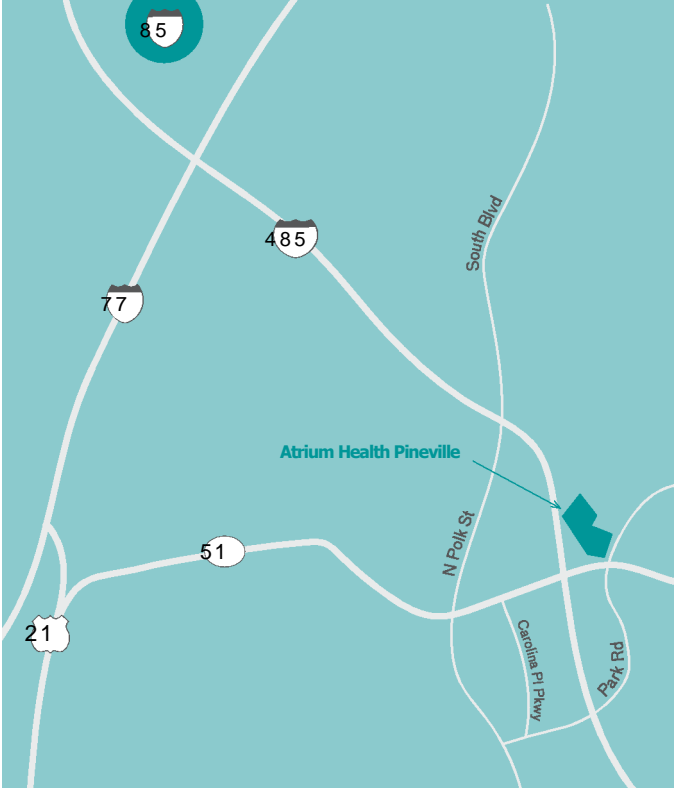 85
South Blvd
485
77
Atrium Health Pineville
N Polk St
51
21
Carolina Pl Pkwy
Park Rd